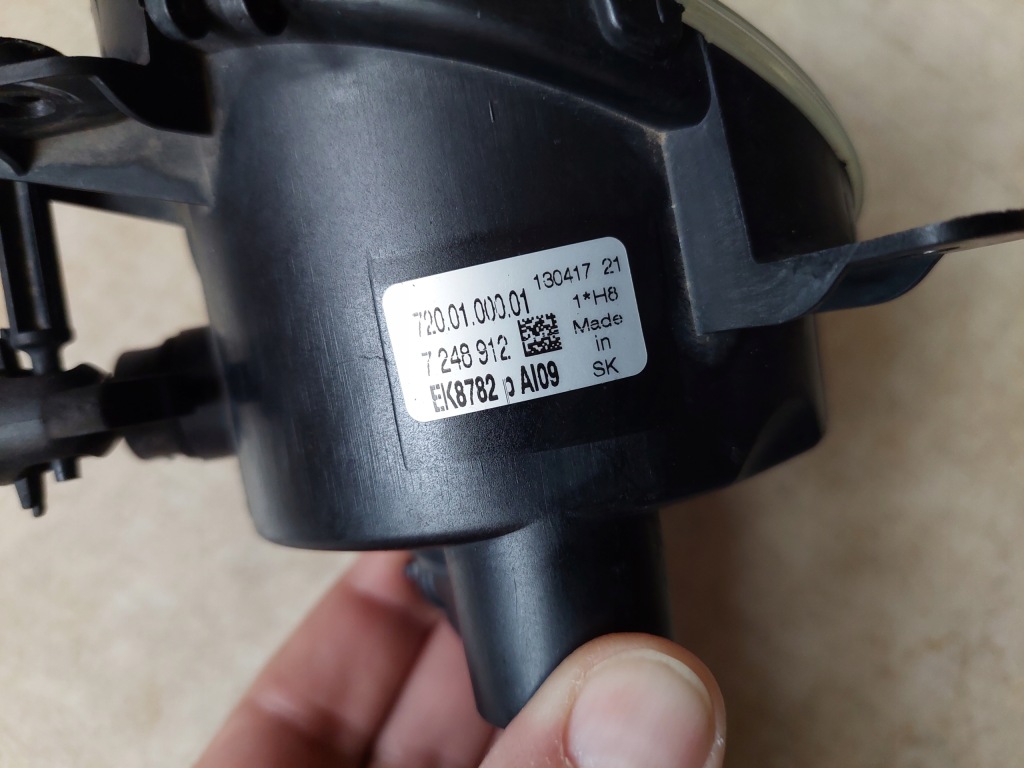 720.01.000.01 130417 21
1*H8
7 248 912 Made
in
EK8782 p AI09 SK